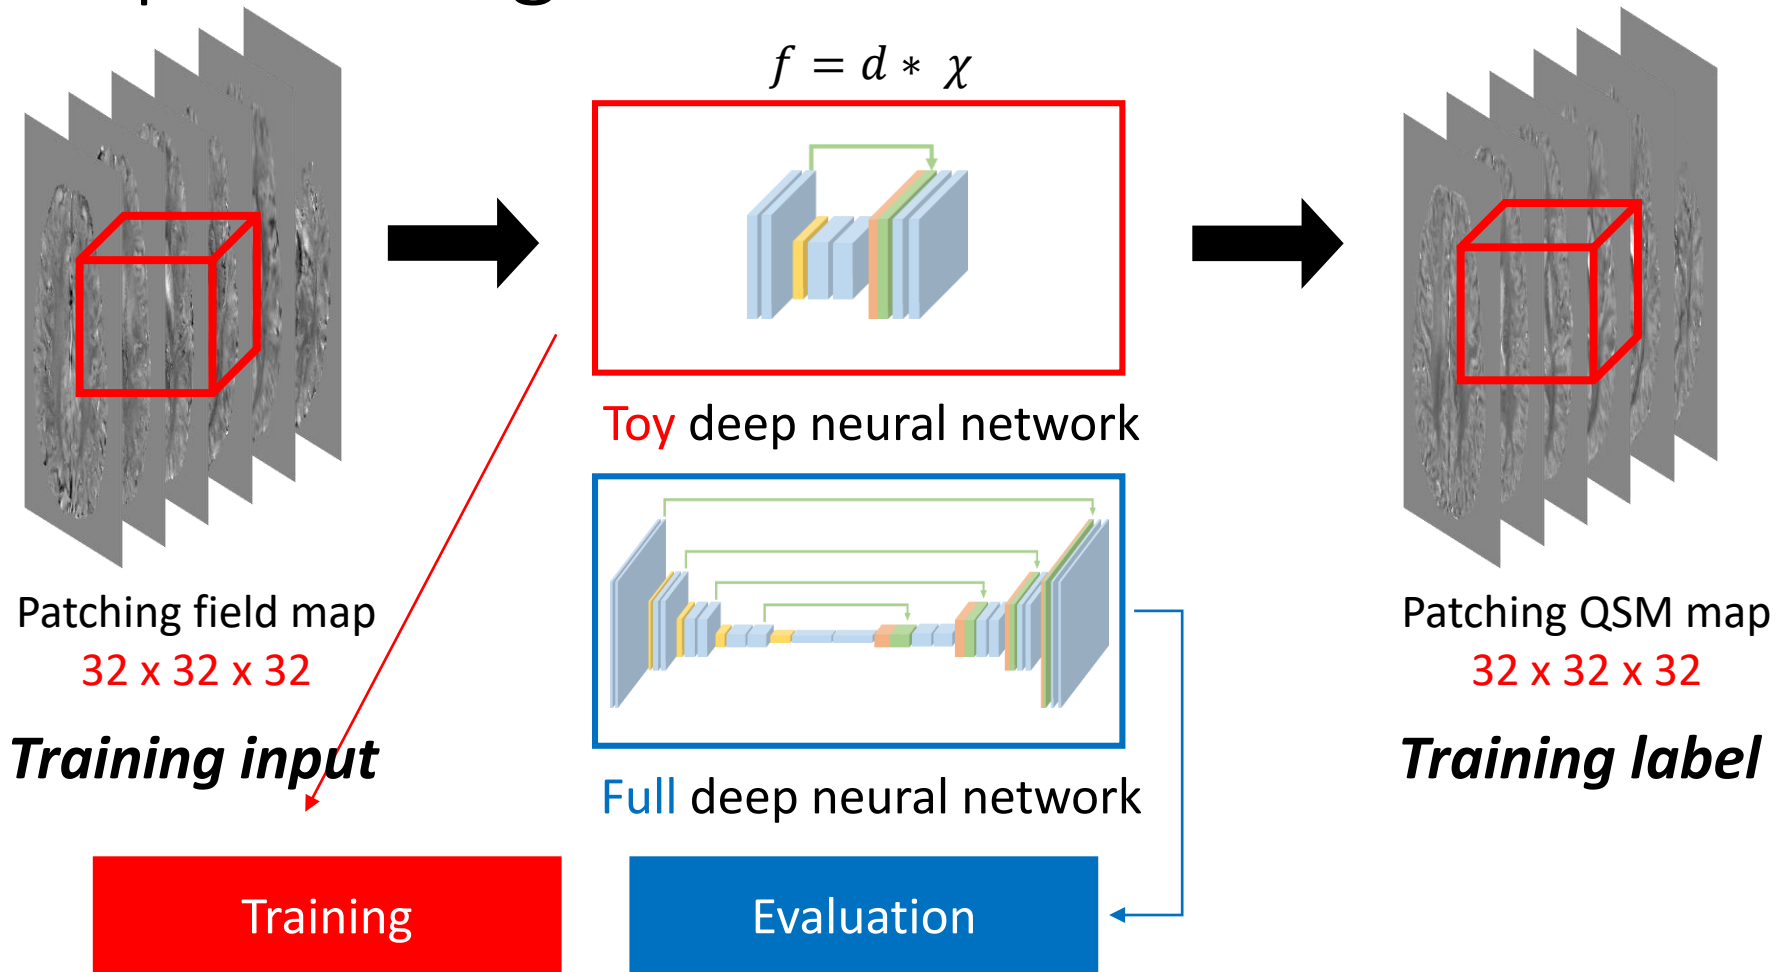 f = d ∗ χ
Toy deep neural network
Patching field map
32 x 32 x 32
Training input
Patching QSM map
32 x 32 x 32
Training label
Full deep neural network
Training
Evaluation